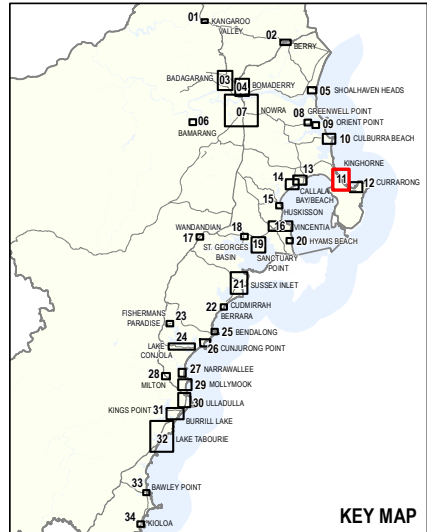 01
KANGAROO
VALLEY
02
BERRY
03
BADAGARANG
04
BOMADERRY
05
SHOALHAVEN HEADS
06
BAMARANG
07
NOWRA
08
GREENWELL POINT
09
ORIENT POINT
10
CULBURRA BEACH
KINGHORNE
11
12
CURRARONG
13
14
CALLALA
BAY/BEACH
15
HUSKISSON
16
VINCENTIA
WANDANDIAN
17
18
ST. GEORGES
BASIN
19
SANCTUARY
POINT
20
HYAMS BEACH
21
SUSSEX INLET
22
CUDMIRRAH
BERRARA
FISHERMANS
PARADISE
23
24
LAKE
CONJOLA
25
BENDALONG
26
CUNJURONG POINT
27
NARRAWALLEE
28
MILTON
29
MOLLYMOOK
30
ULLADULLA
KINGS POINT
31
BURRILL LAKE
32
LAKE TABOURIE
33
BAWLEY POINT
34
KIOLOA
KEY MAP